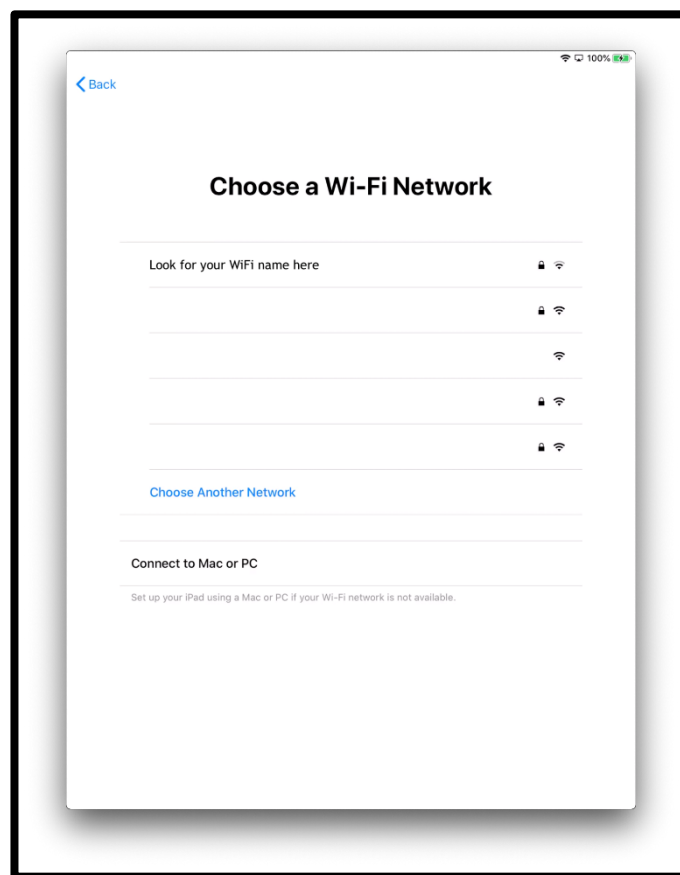 100%
Back
Choose a Wi-Fi Network
Look for your WiFi name here
Choose Another Network
Connect to Mac or PC
Set up your iPad using a Mac or PC if your Wi-Fi network is not available.